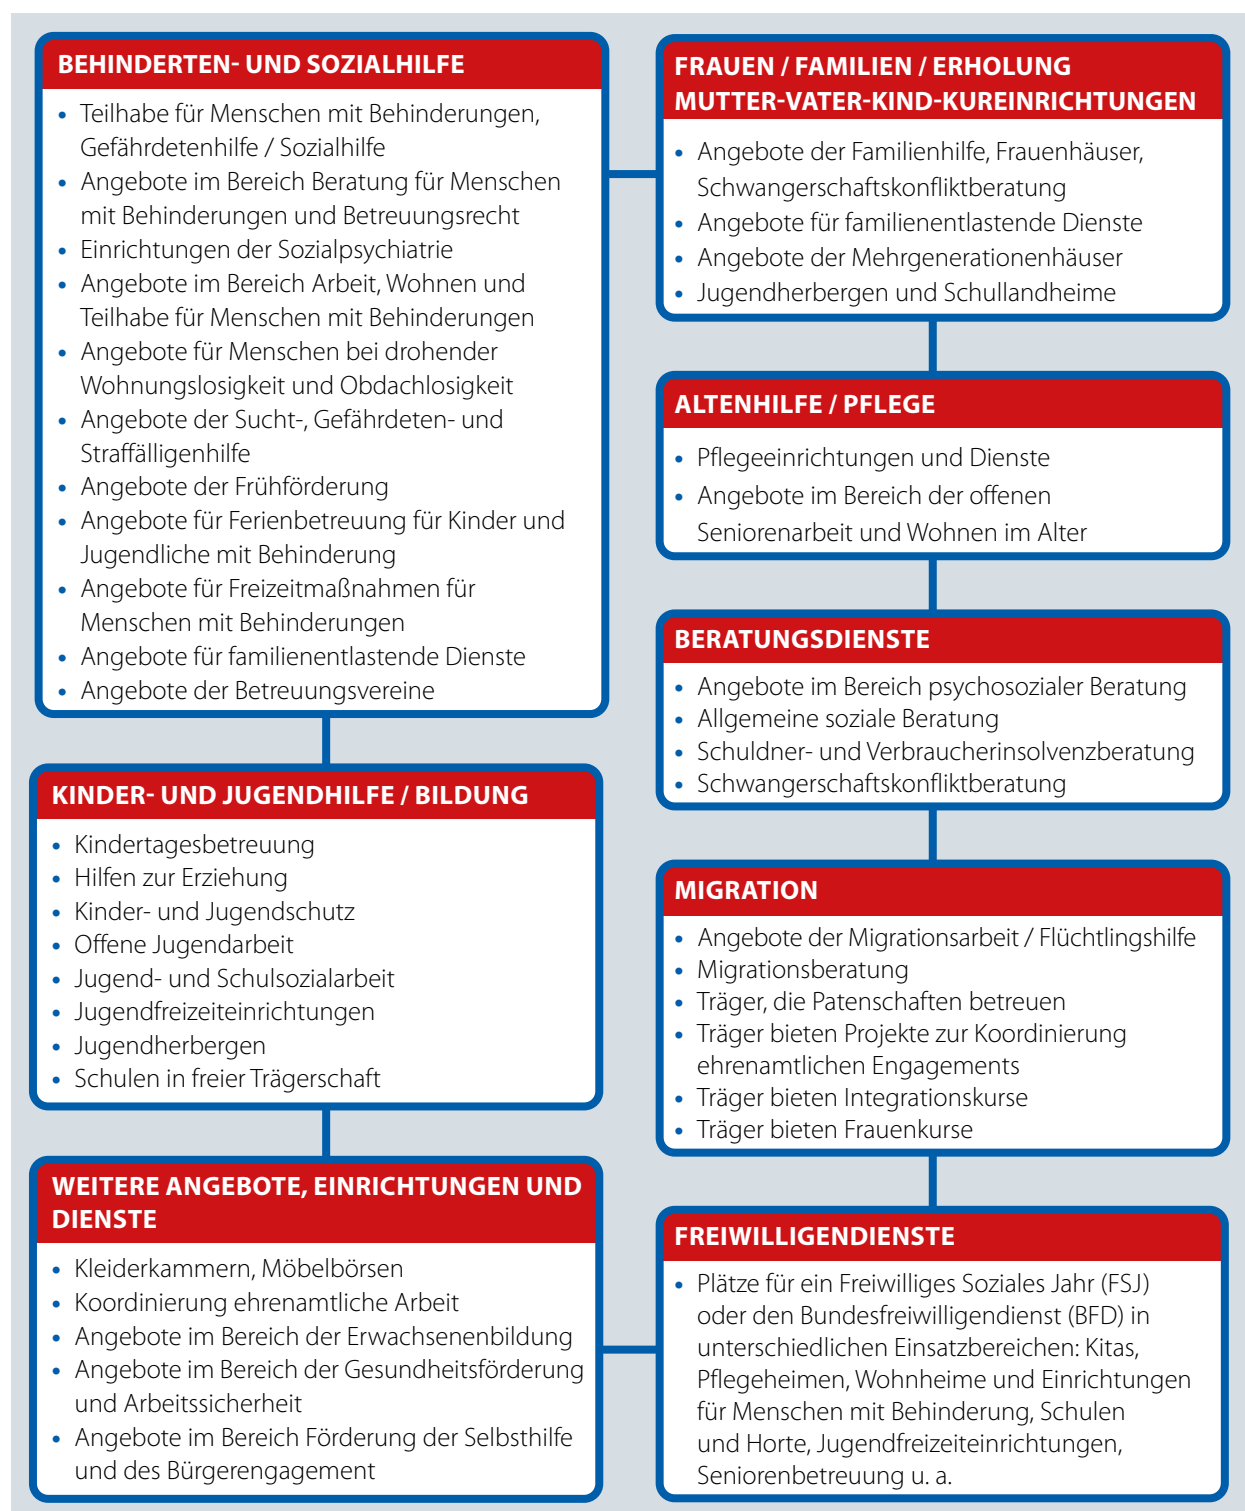 BEHINDERTEN- UND SOZIALHILFE
• Teilhabe für Menschen mit Behinderungen,
Gefährdetenhilfe / Sozialhilfe
• Angebote im Bereich Beratung für Menschen
mit Behinderungen und Betreuungsrecht
• Einrichtungen der Sozialpsychiatrie
• Angebote im Bereich Arbeit, Wohnen und
Teilhabe für Menschen mit Behinderungen
• Angebote für Menschen bei drohender
Wohnungslosigkeit und Obdachlosigkeit
• Angebote der Sucht-, Gefährdeten- und
Straffälligenhilfe
• Angebote der Frühförderung
• Angebote für Ferienbetreuung für Kinder und
Jugendliche mit Behinderung
• Angebote für Freizeitmaßnahmen für
Menschen mit Behinderungen
• Angebote für familienentlastende Dienste
• Angebote der Betreuungsvereine
KINDER- UND JUGENDHILFE / BILDUNG
• Kindertagesbetreuung
• Hilfen zur Erziehung
• Kinder- und Jugendschutz
• Offene Jugendarbeit
• Jugend- und Schulsozialarbeit
• Jugendfreizeiteinrichtungen
• Jugendherbergen
• Schulen in freier Trägerschaft
WEITERE ANGEBOTE, EINRICHTUNGEN UND
DIENSTE
• Kleiderkammern, Möbelbörsen
• Koordinierung ehrenamtliche Arbeit
• Angebote im Bereich der Erwachsenenbildung
• Angebote im Bereich der Gesundheitsförderung
und Arbeitssicherheit
• Angebote im Bereich Förderung der Selbsthilfe
und des Bürgerengagement
FRAUEN / FAMILIEN / ERHOLUNG
MUTTER-VATER-KIND-KUREINRICHTUNGEN
• Angebote der Familienhilfe, Frauenhäuser,
Schwangerschaftskonfliktberatung
• Angebote für familienentlastende Dienste
• Angebote der Mehrgenerationenhäuser
• Jugendherbergen und Schullandheime
ALTENHILFE / PFLEGE
• Pflegeeinrichtungen und Dienste
• Angebote im Bereich der offenen
Seniorenarbeit und Wohnen im Alter
BERATUNGSDIENSTE
• Angebote im Bereich psychosozialer Beratung
• Allgemeine soziale Beratung
• Schuldner- und Verbraucherinsolvenzberatung
• Schwangerschaftskonfliktberatung
MIGRATION
• Angebote der Migrationsarbeit / Flüchtlingshilfe
• Migrationsberatung
• Träger, die Patenschaften betreuen
• Träger bieten Projekte zur Koordinierung
ehrenamtlichen Engagements
• Träger bieten Integrationskurse
• Träger bieten Frauenkurse
FREIWILLIGENDIENSTE
• Plätze für ein Freiwilliges Soziales Jahr (FSJ)
oder den Bundesfreiwilligendienst (BFD) in
unterschiedlichen Einsatzbereichen: Kitas,
Pflegeheimen, Wohnheime und Einrichtungen
für Menschen mit Behinderung, Schulen
und Horte, Jugendfreizeiteinrichtungen,
Seniorenbetreuung u. a.